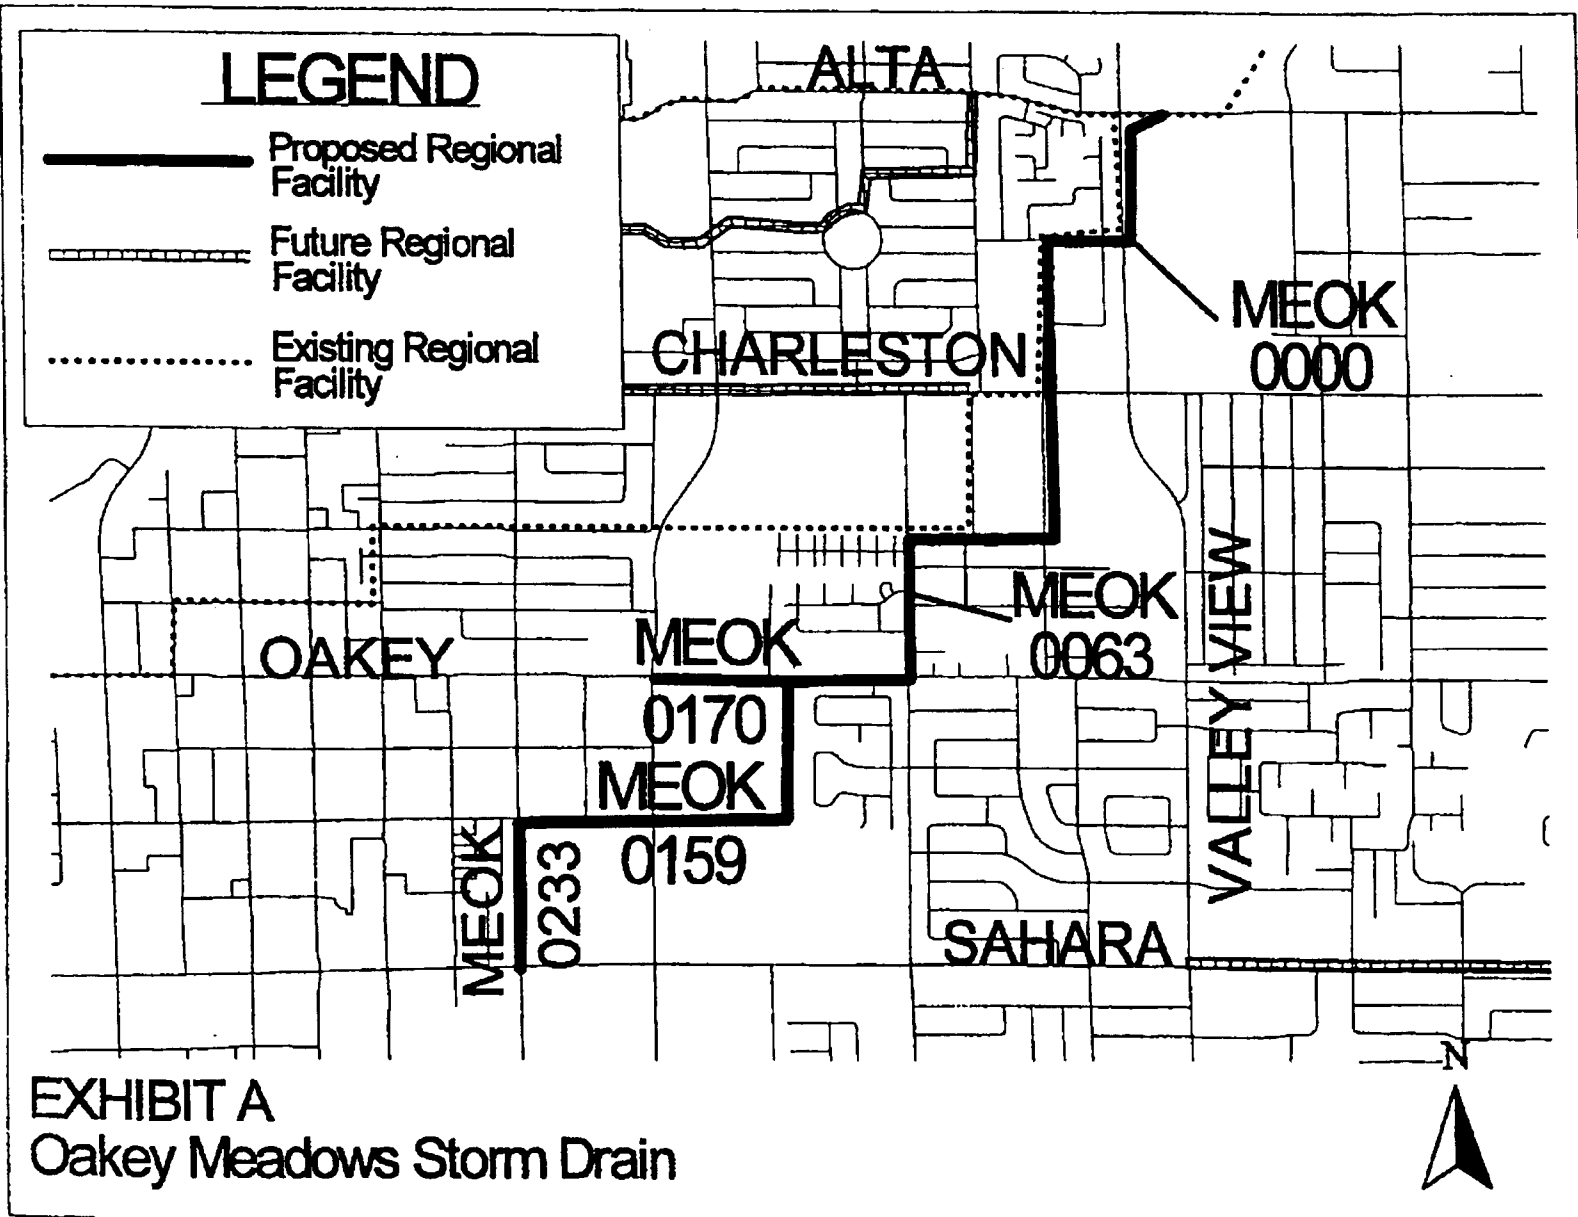 LEGEND
Proposed Regional
Facility
Future Regional
Facility
Existing Regional
Facility
ALTA
MEOK
0000
CHARLESTON
MEOK
0063
VALLEY VIEW
OAKEY
MEOK
0170
MEOK
0159
MEOK
0233
SAHARA
N
EXHIBIT A
Oakey Meadows Storm Drain